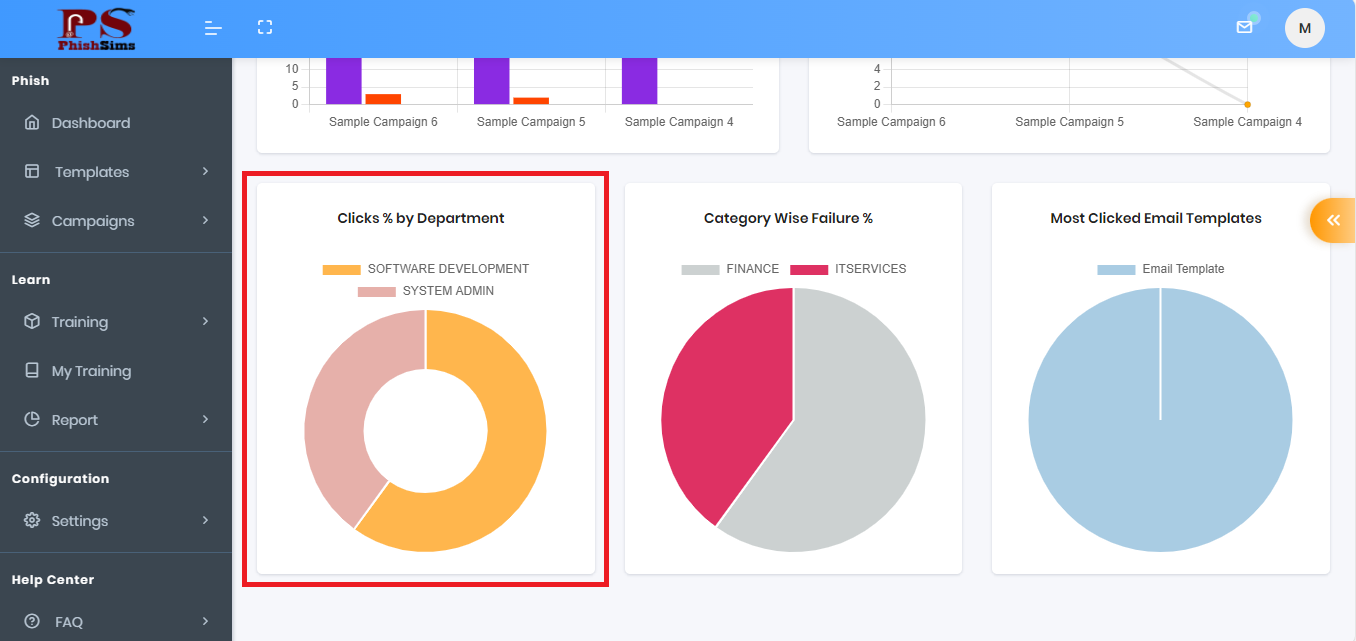 PS
PhishSims
M
Phish
Dashboard
Templates
Campaigns
Learn
Training
My Training
Report
Configuration
Settings
Help Center
FAQ
10
5
0
Sample Campaign 6 Sample Campaign 5 Sample Campaign 4
4
2
0
Sample Campaign 6 Sample Campaign 5 Sample Campaign 4
Clicks % by Department
SOFTWARE DEVELOPMENT
SYSTEM ADMIN
Category Wise Failure %
FINANCE ITSERVICES
Most Clicked Email Templates
Email Template